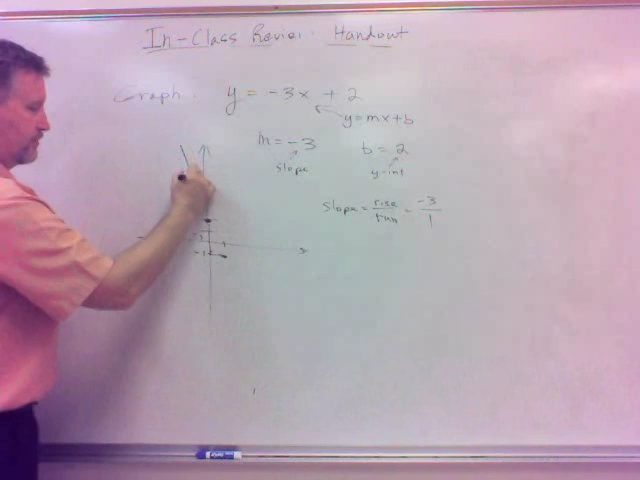 In-Class Review: Handout
Graph: y = -3x + 2
y=mx+b
m = -3
b = 2
slope
y-int
slope = rise/run = -3/1
x